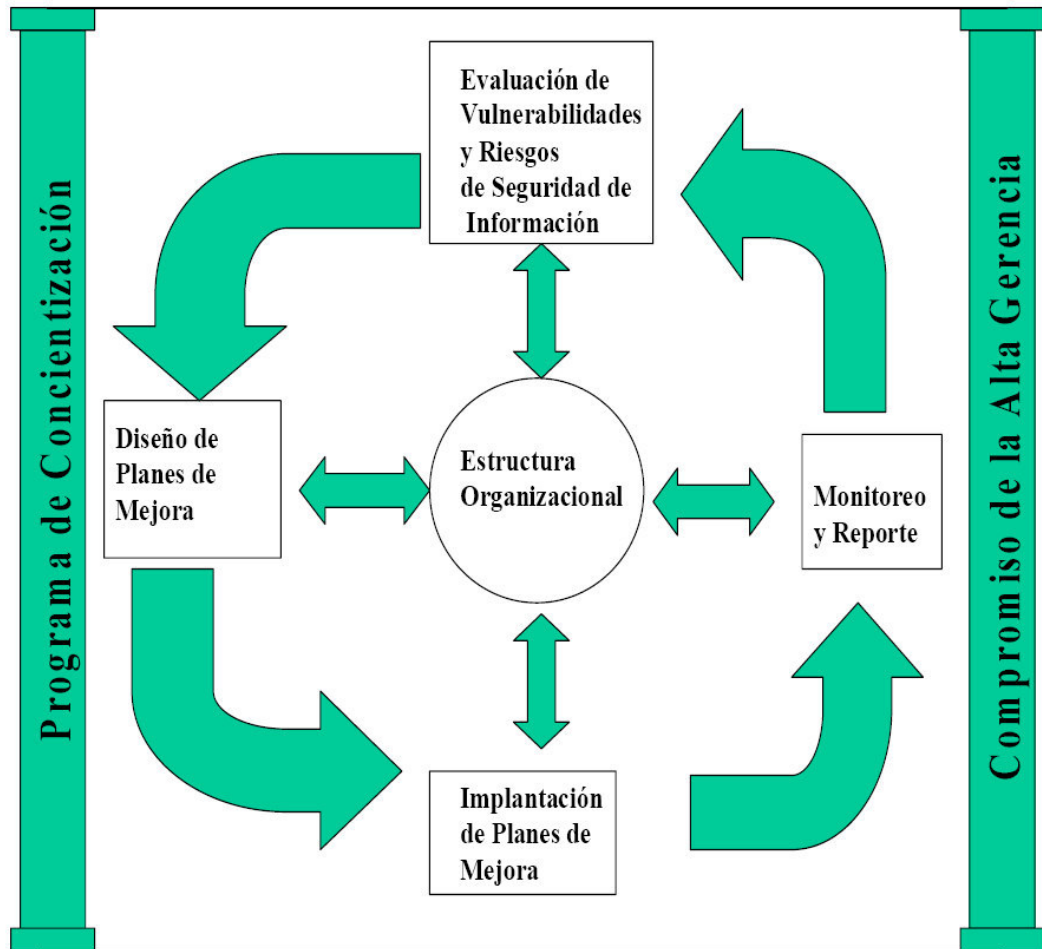 Programa de Concientización
Evaluación de
Vulnerabilidades
y Riesgos
de Seguridad de
Información
Diseño de
Planes de
Mejora
Estructura
Organizacional
Monitoreo
y Reporte
Implantación
de Planes de
Mejora
Compromiso de la Alta Gerencia